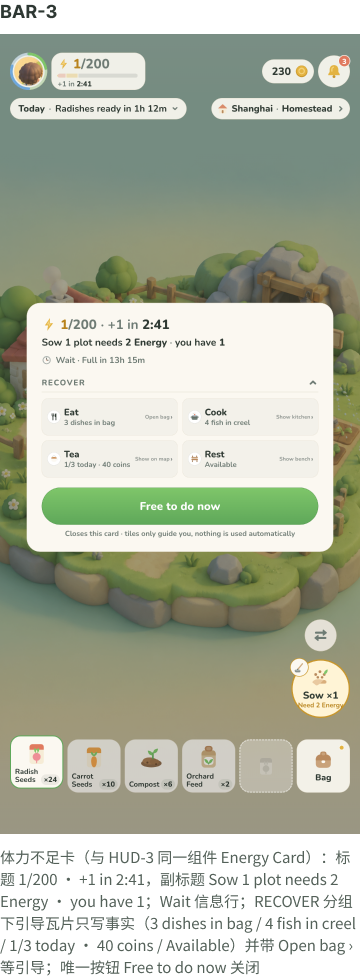 BAR-3
1/200
+1 in 2:41
230
3
Today · Radishes ready in 1h 12m
Shanghai · Homestead
1/200 · +1 in 2:41
Sow 1 plot needs 2 Energy · you have 1
Wait · Full in 13h 15m
RECOVER
Eat
3 dishes in bag
Open bag ›
Cook
4 fish in creel
Show kitchen ›
Tea
1/3 today · 40 coins
Show on map ›
Rest
Available
Show bench ›
Free to do now
Closes this card · tiles only guide you, nothing is used automatically
Sow ×1
Need 2 Energy
Radish
Seeds ×24
Carrot
Seeds ×10
Compost ×6
Orchard
Feed ×2
Bag
体力不足卡（与 HUD-3 同一组件 Energy Card）：标
题 1/200 · +1 in 2:41，副标题 Sow 1 plot needs 2
Energy · you have 1；Wait 信息行；RECOVER 分组
下引导瓦片只写事实（3 dishes in bag / 4 fish in creel
/ 1/3 today · 40 coins / Available）并带 Open bag ›
等引导；唯一按钮 Free to do now 关闭